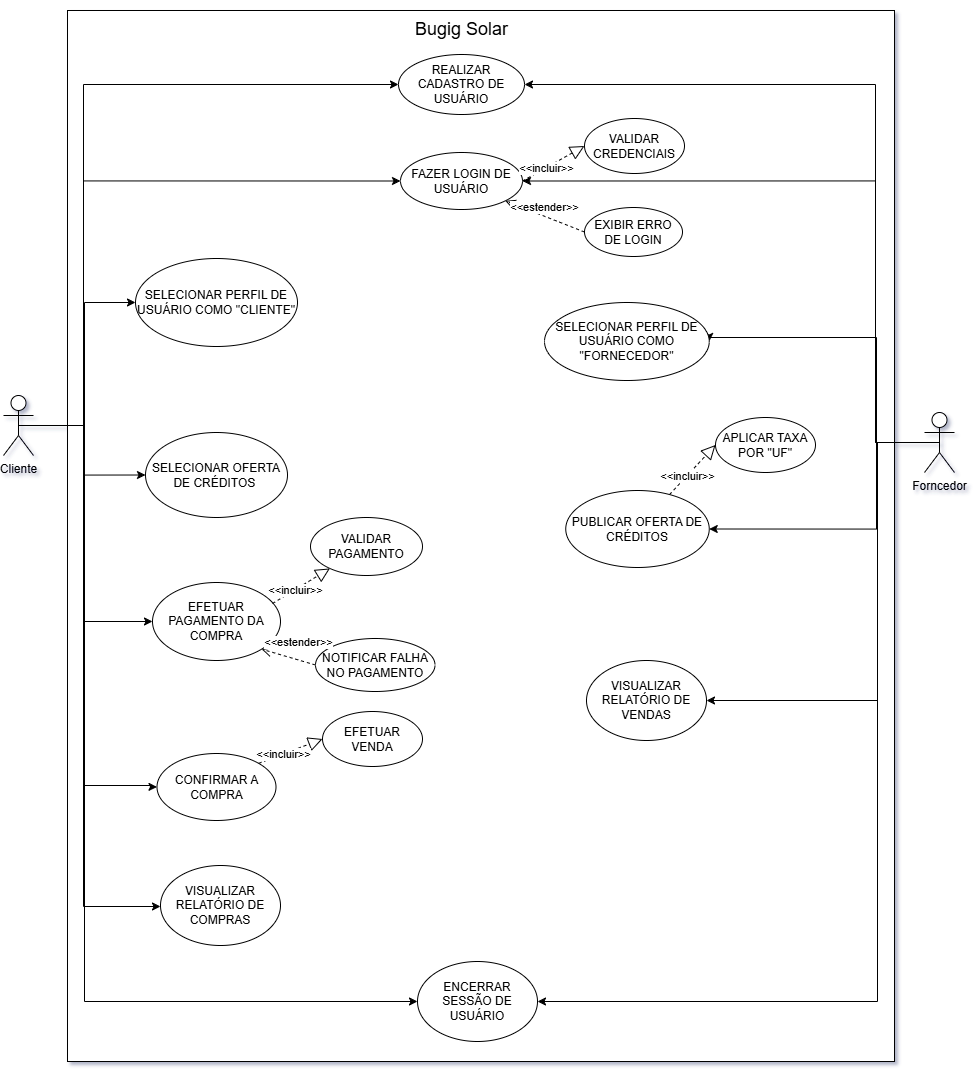 Bugig Solar
REALIZAR
CADASTRO DE
USUÁRIO
VALIDAR
CREDENCIAIS
<<incluir>>
FAZER LOGIN DE
USUÁRIO
<<estender>>
EXIBIR ERRO
DE LOGIN
SELECIONAR PERFIL DE
USUÁRIO COMO "CLIENTE"
SELECIONAR PERFIL DE
USUÁRIO COMO
"FORNECEDOR"
Cliente
Forncedor
SELECIONAR OFERTA
DE CRÉDITOS
APLICAR TAXA
POR "UF"
<<incluir>>
PUBLICAR OFERTA DE
CRÉDITOS
VALIDAR
PAGAMENTO
<<incluir>>
EFETUAR
PAGAMENTO DA
COMPRA
<<estender>>
NOTIFICAR FALHA
NO PAGAMENTO
VISUALIZAR
RELATÓRIO DE
VENDAS
EFETUAR
VENDA
<<incluir>>
CONFIRMAR A
COMPRA
VISUALIZAR
RELATÓRIO DE
COMPRAS
ENCERRAR
SESSÃO DE
USUÁRIO